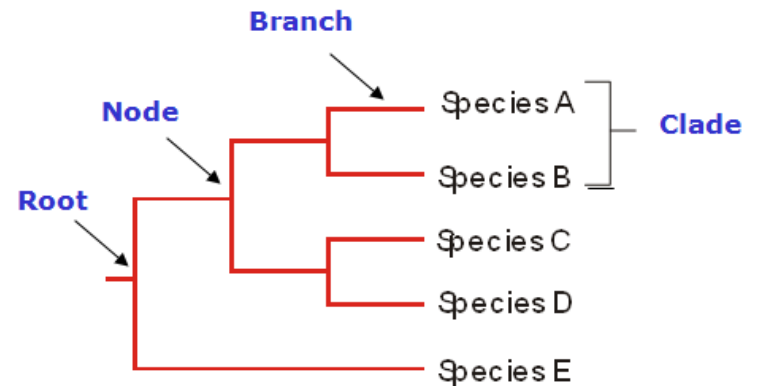 Branch
Species A
Node
Clade
Species B
Root
Species C
Species D
Species E